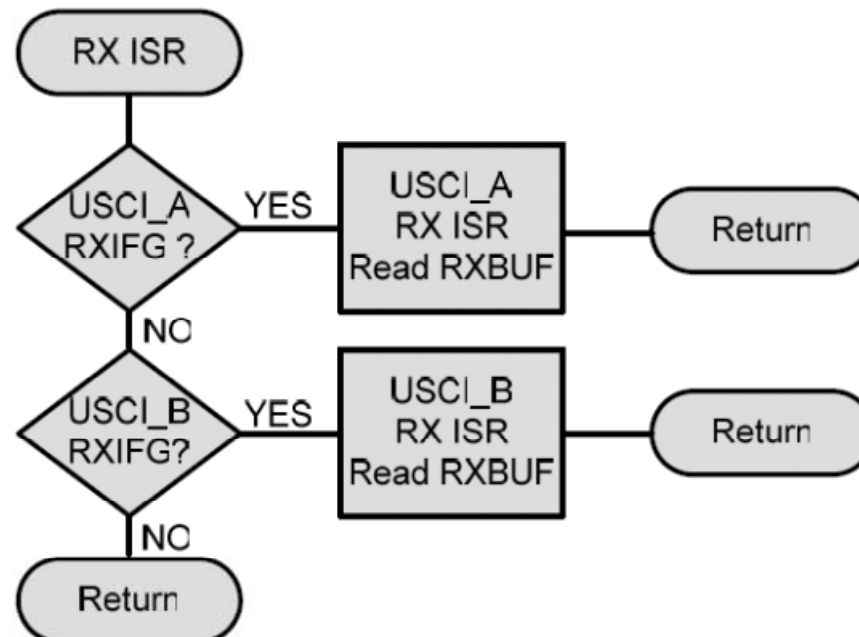 RX ISR
USCI_A
RXIFG ?
YES
USCI_A
RX ISR
Read RXBUF
Return
NO
USCI_B
RXIFG?
YES
USCI_B
RX ISR
Read RXBUF
Return
NO
Return